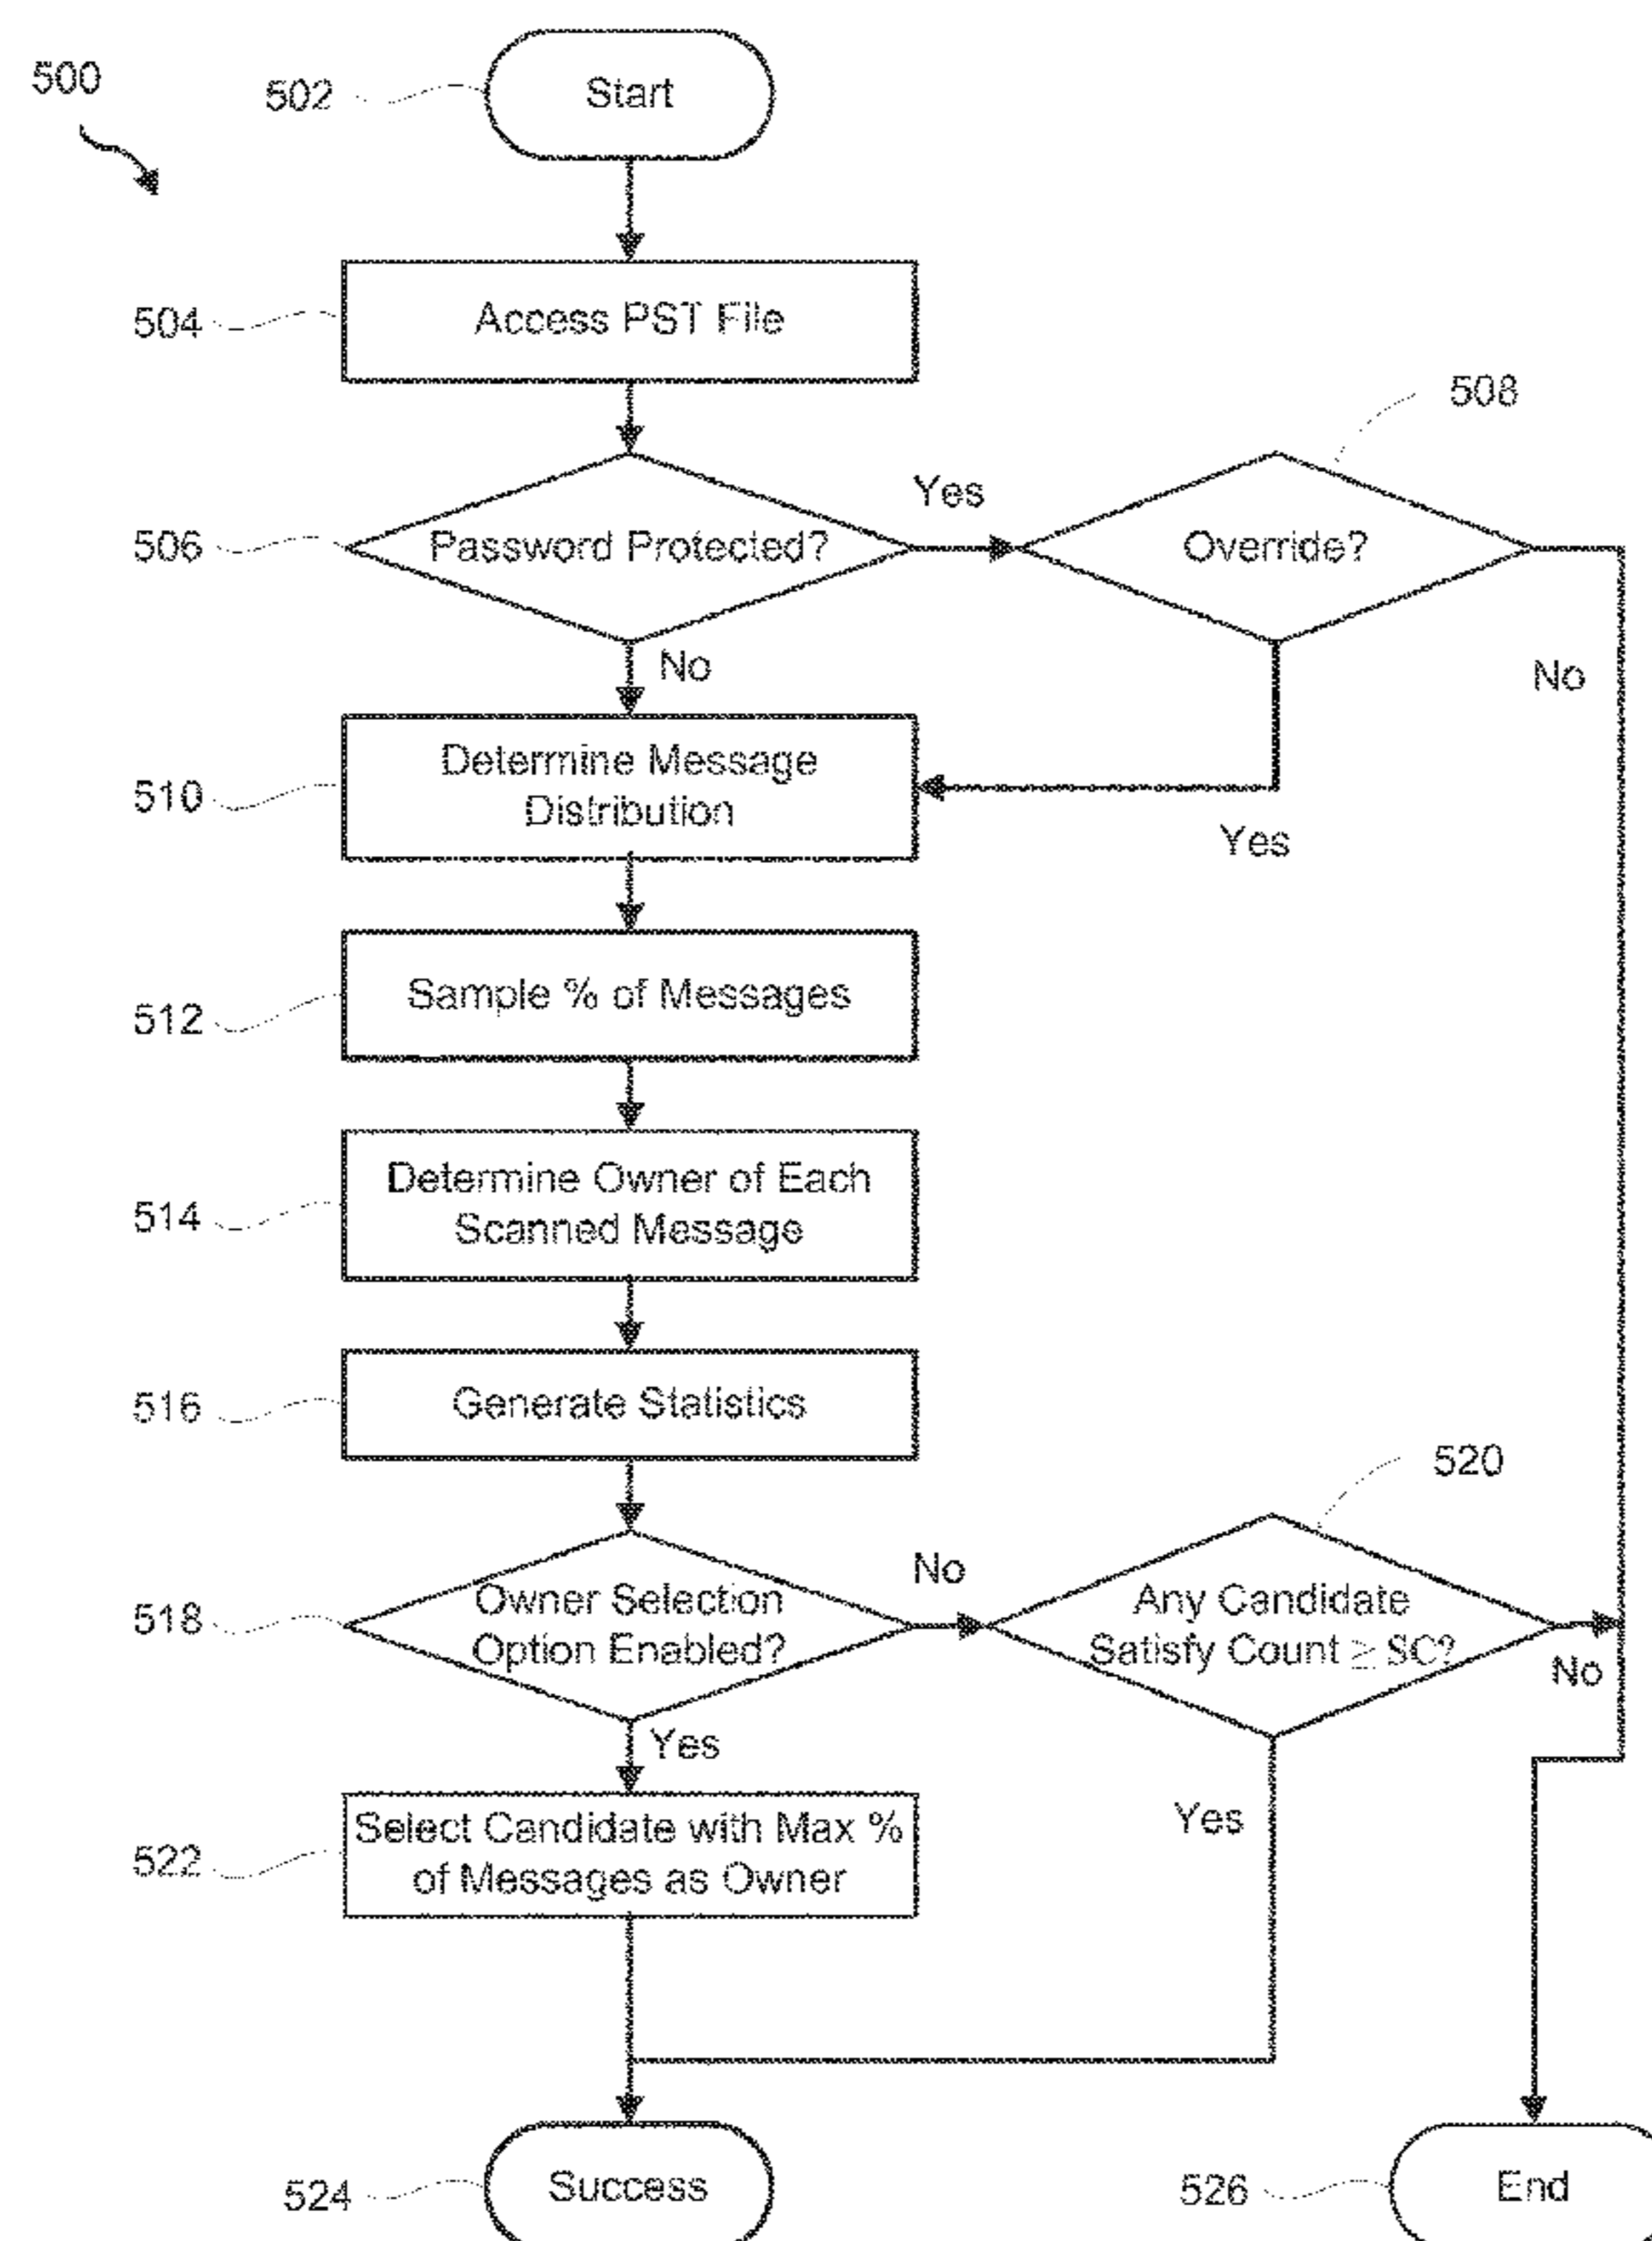 500
502
Start
504
Access PST File
508
506
Password Protected?
Yes
Override?
No
No
510
Determine Message
Distribution
Yes
512
Sample % of Messages
514
Determine Owner of Each
Scanned Message
516
Generate Statistics
520
518
Owner Selection
Option Enabled?
No
Any Candidate
Satisfy Count ≥ SC?
No
Yes
Yes
522
Select Candidate with Max %
of Messages as Owner
524
Success
526
End